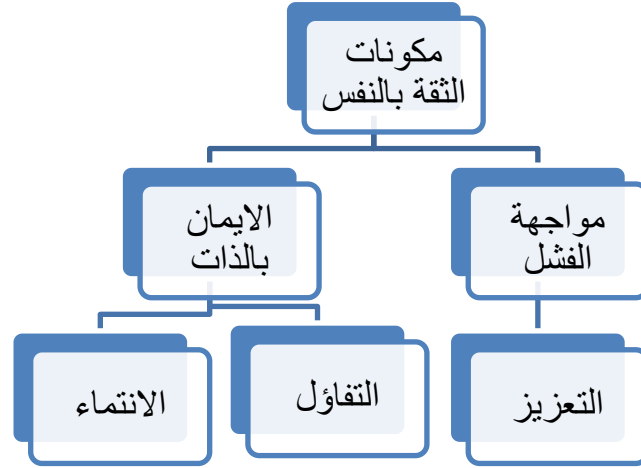 مكونات
الثقة بالنفس
مواجهة
الفشل
الايمان
بالذات
التعزيز
التفاؤل
الانتماء